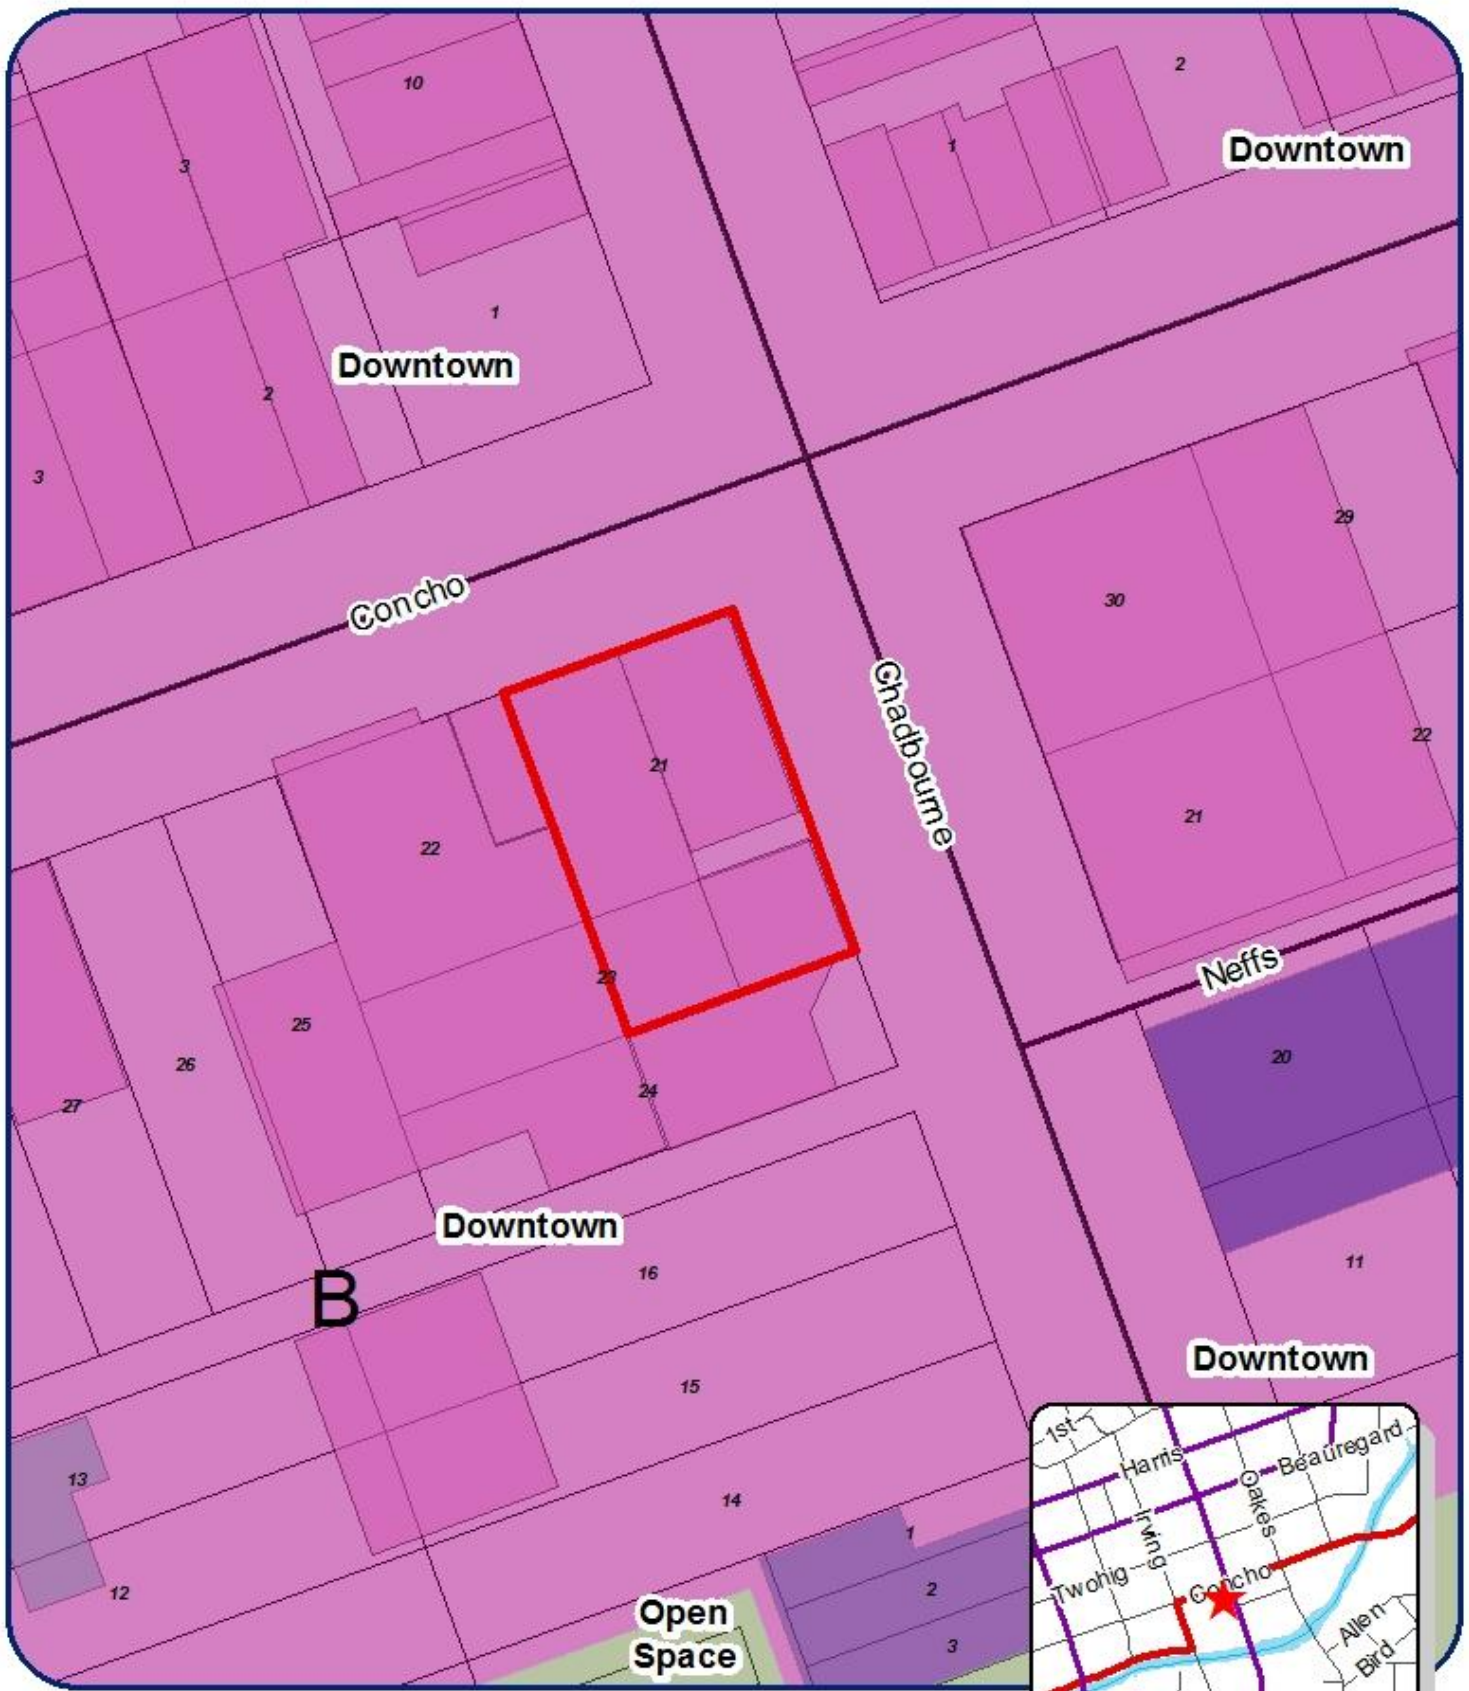 10
2
3
1
Downtown
1
Downtown
2
3
29
Concho
30
Chadbourne
21
22
21
22
23
Neffs
25
20
26
24
27
Downtown
16
11
B
Downtown
15
13
14
1
12
2
Open
Space
3
1st
Harris
Beauregard
Oakes
Irving
Twohig
Concho
Allen
Bird